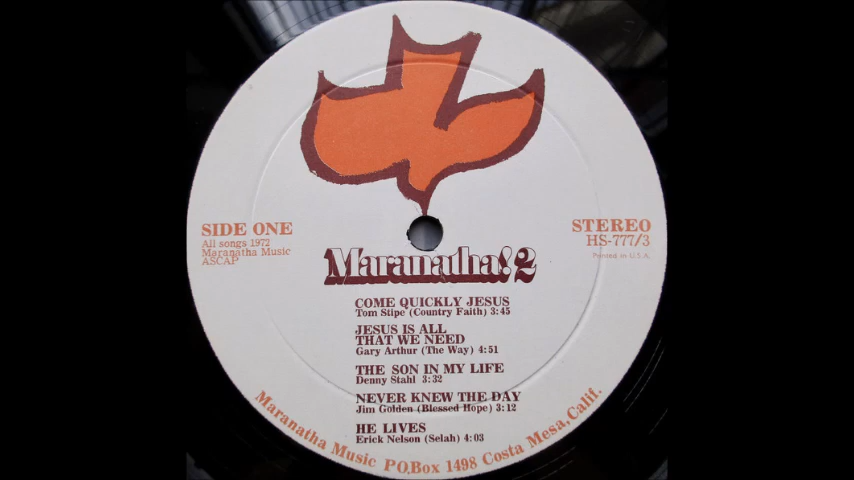 SIDE ONE
All songs 1972
Maranatha Music
ASCAP
STEREO
HS-777/3
Printed in U.S.A.
Maranatha! 2
COME QUICKLY JESUS
Tom Stipe (Country Faith) 3:45
JESUS IS ALL
THAT WE NEED
Gary Arthur (The Way) 4:51
THE SON IN MY LIFE
Denny Stahl 3:32
NEVER KNEW THE DAY
Jim Golden (Blessed Hope) 3:12
HE LIVES
Erick Nelson (Selah) 4:03
Maranatha Music P.O.Box 1498 Costa Mesa, Calif.